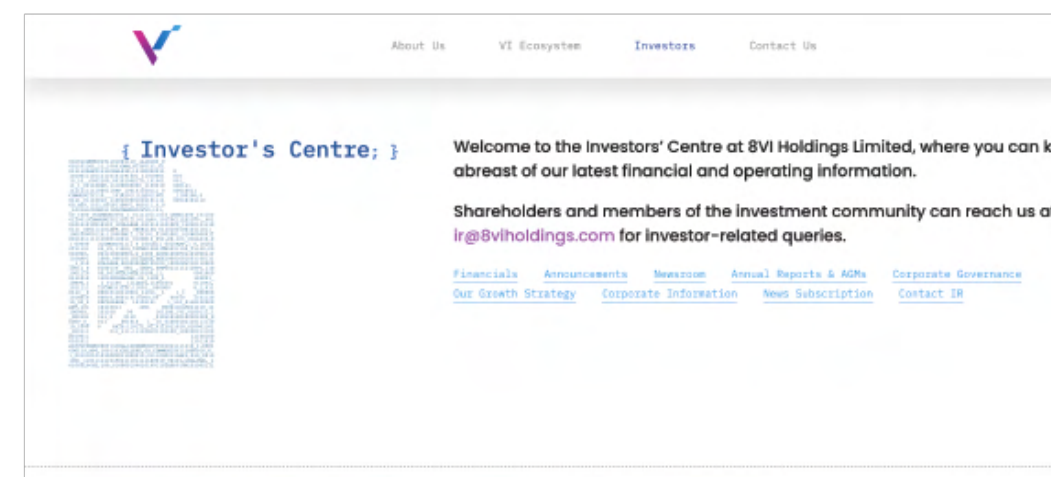 About Us VI Ecosystem Investors Contact Us
{ Investor's Centre; }
Welcome to the Investors' Centre at 8VI Holdings Limited, where you can k
abreast of our latest financial and operating information.
Shareholders and members of the investment community can reach us at
ir@8viholdings.com for investor-related queries.
Financials Announcements Newsroom Annual Reports & AGMs Corporate Governance
Our Growth Strategy Corporate Information News Subscription Contact IR